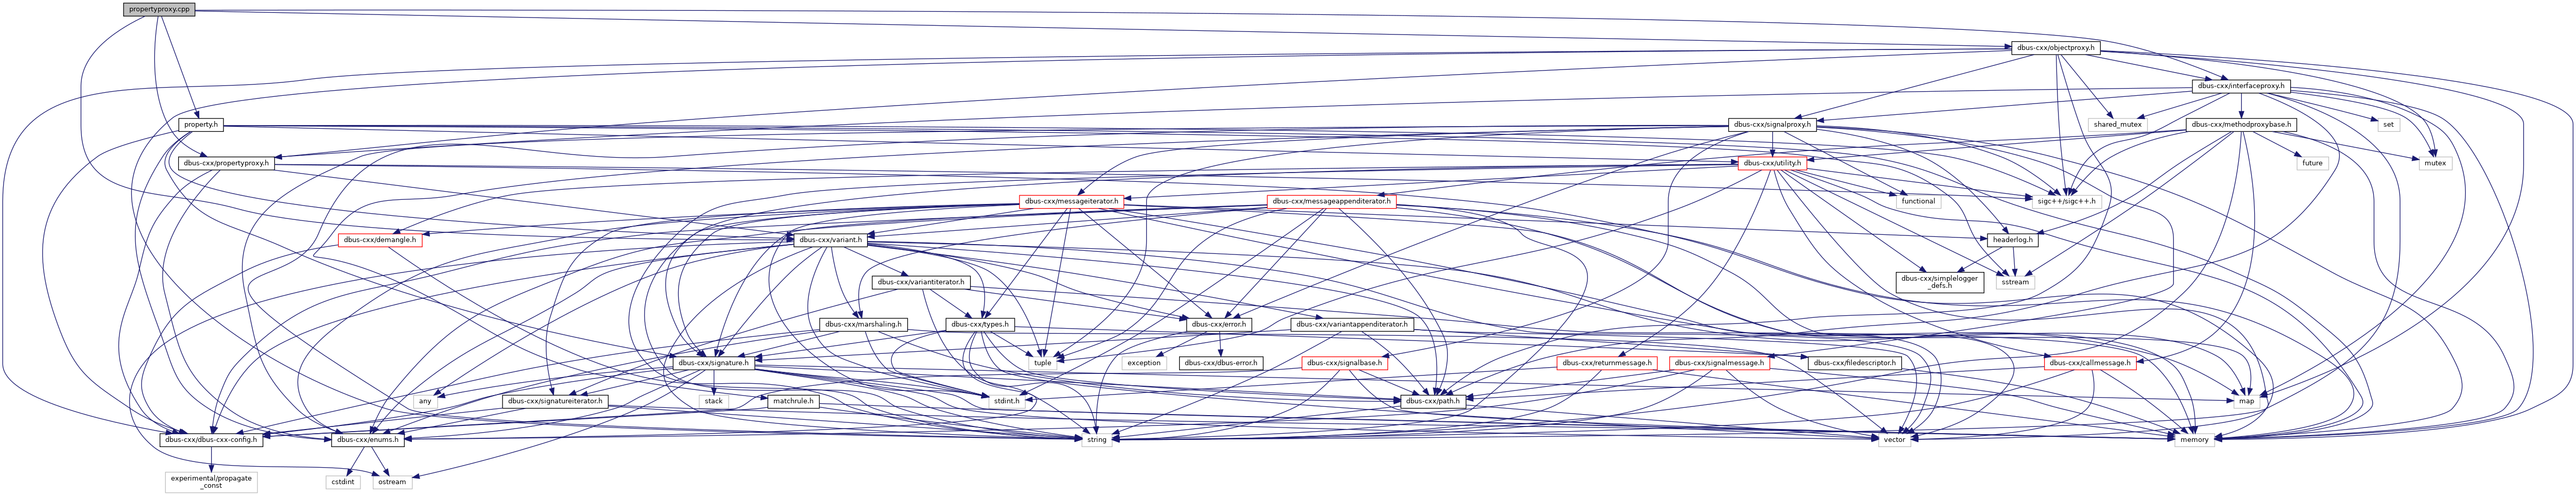 propertyproxy.cpp
dbus-cxx/objectproxy.h
dbus-cxx/interfaceproxy.h
property.h
dbus-cxx/signalproxy.h
shared_mutex
dbus-cxx/methodproxybase.h
set
dbus-cxx/propertyproxy.h
dbus-cxx/utility.h
future
mutex
dbus-cxx/messageiterator.h
dbus-cxx/messageappenditerator.h
functional
sigc++/sigc++.h
dbus-cxx/demangle.h
dbus-cxx/variant.h
headerlog.h
dbus-cxx/variantiterator.h
dbus-cxx/simplelogger
_defs.h
sstream
dbus-cxx/marshaling.h
dbus-cxx/types.h
dbus-cxx/error.h
dbus-cxx/variantappenditerator.h
dbus-cxx/signature.h
tuple
exception
dbus-cxx/dbus-error.h
dbus-cxx/signalbase.h
dbus-cxx/returnmessage.h
dbus-cxx/signalmessage.h
dbus-cxx/filedescriptor.h
dbus-cxx/callmessage.h
any
dbus-cxx/signatureiterator.h
stack
matchrule.h
stdint.h
dbus-cxx/path.h
map
dbus-cxx/dbus-cxx-config.h
dbus-cxx/enums.h
string
vector
memory
experimental/propagate
_const
cstdint
ostream